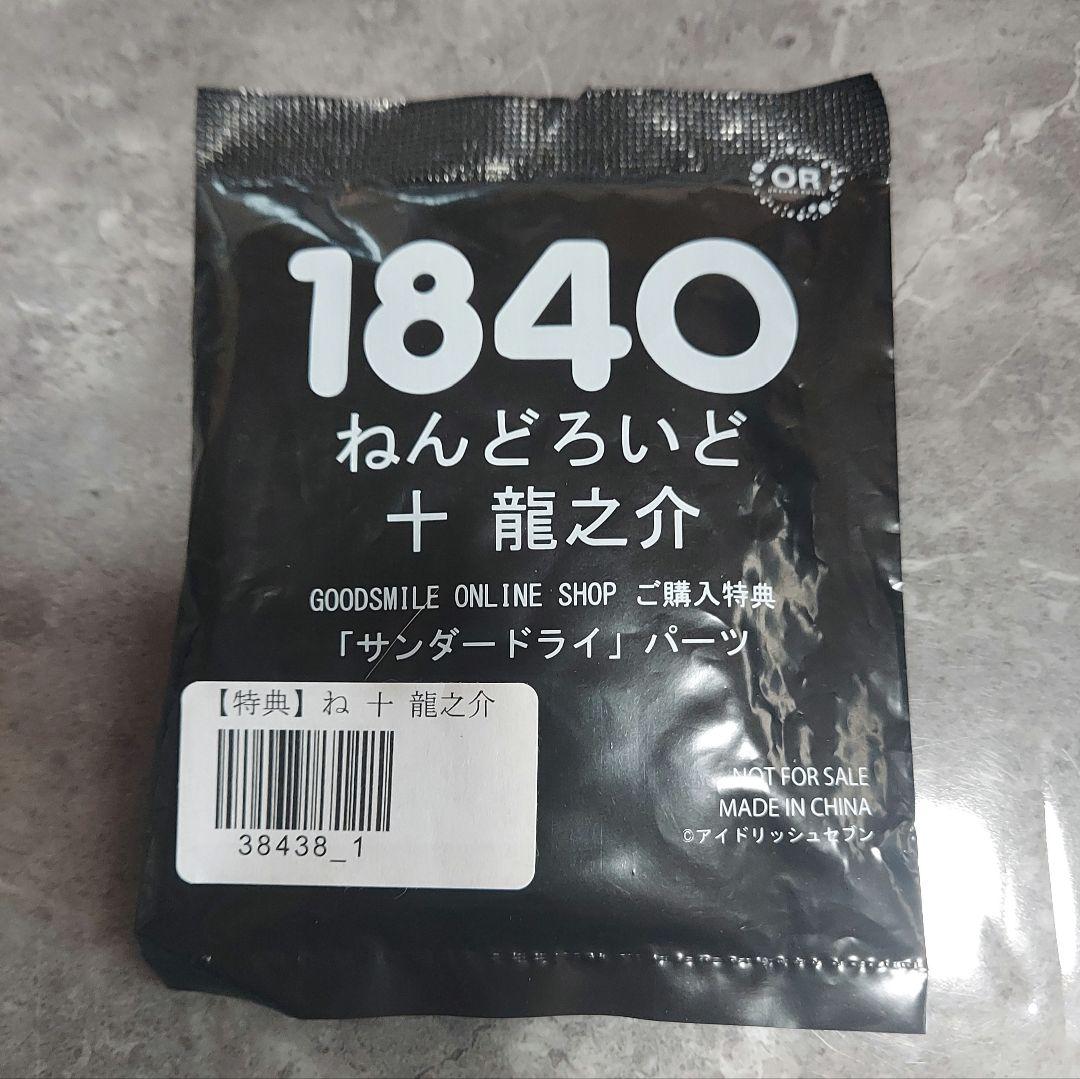 OR
1840
ねんどろいど
十 龍之介
GOODSMILE ONLINE SHOP ご購入特典
「サンダードライ」パーツ
【特典】ね 十 龍之介
38438_1
NOT FOR SALE
MADE IN CHINA
©アイドリッシュセブン